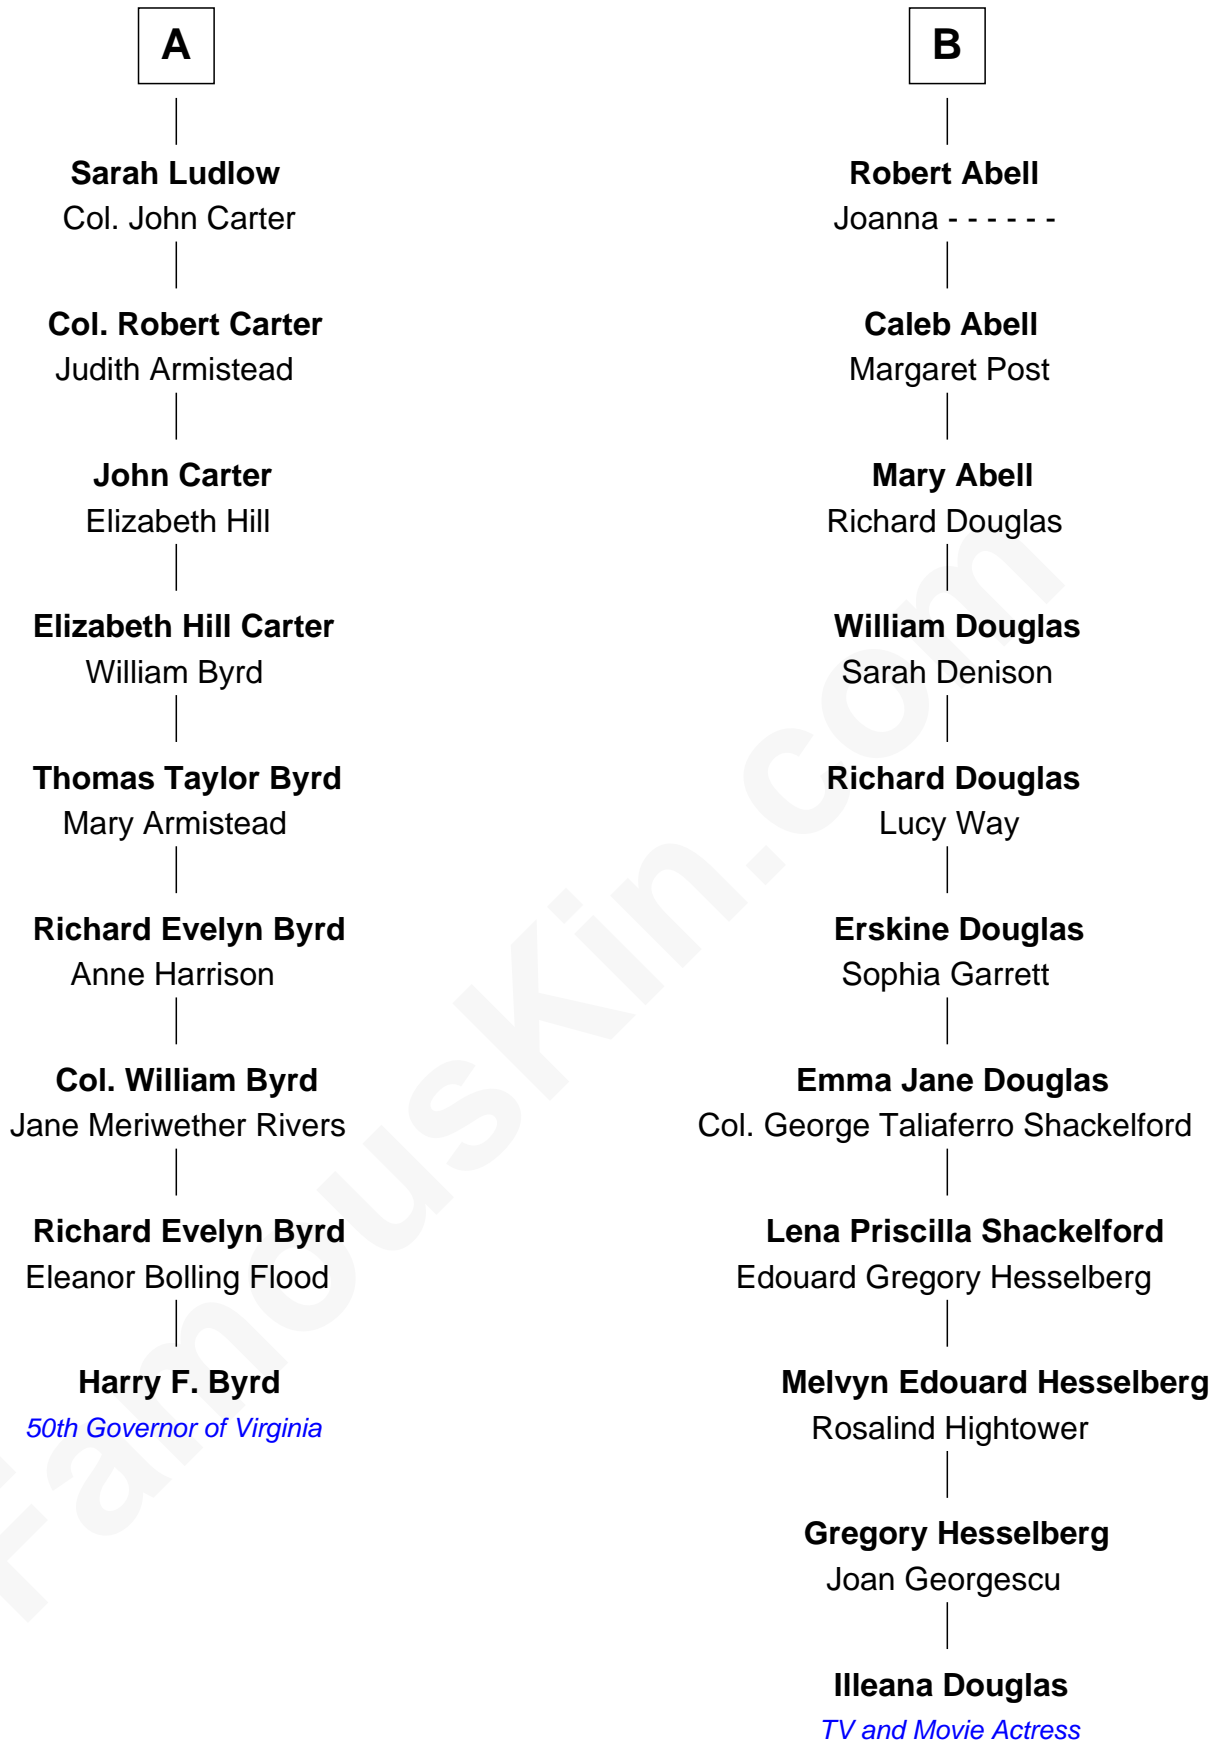 A
Sarah Ludlow
Col. John Carter
Col. Robert Carter
Judith Armistead
John Carter
Elizabeth Hill
Elizabeth Hill Carter
William Byrd
Thomas Taylor Byrd
Mary Armistead
Richard Evelyn Byrd
Anne Harrison
Col. William Byrd
Jane Meriwether Rivers
Richard Evelyn Byrd
Eleanor Bolling Flood
Harry F. Byrd
50th Governor of Virginia
B
Robert Abell
Joanna - - - - - -
Caleb Abell
Margaret Post
Mary Abell
Richard Douglas
William Douglas
Sarah Denison
Richard Douglas
Lucy Way
Erskine Douglas
Sophia Garrett
Emma Jane Douglas
Col. George Taliaferro Shackelford
Lena Priscilla Shackelford
Edouard Gregory Hesselberg
Melvyn Edouard Hesselberg
Rosalind Hightower
Gregory Hesselberg
Joan Georgescu
Illeana Douglas
TV and Movie Actress
FamousKin.com